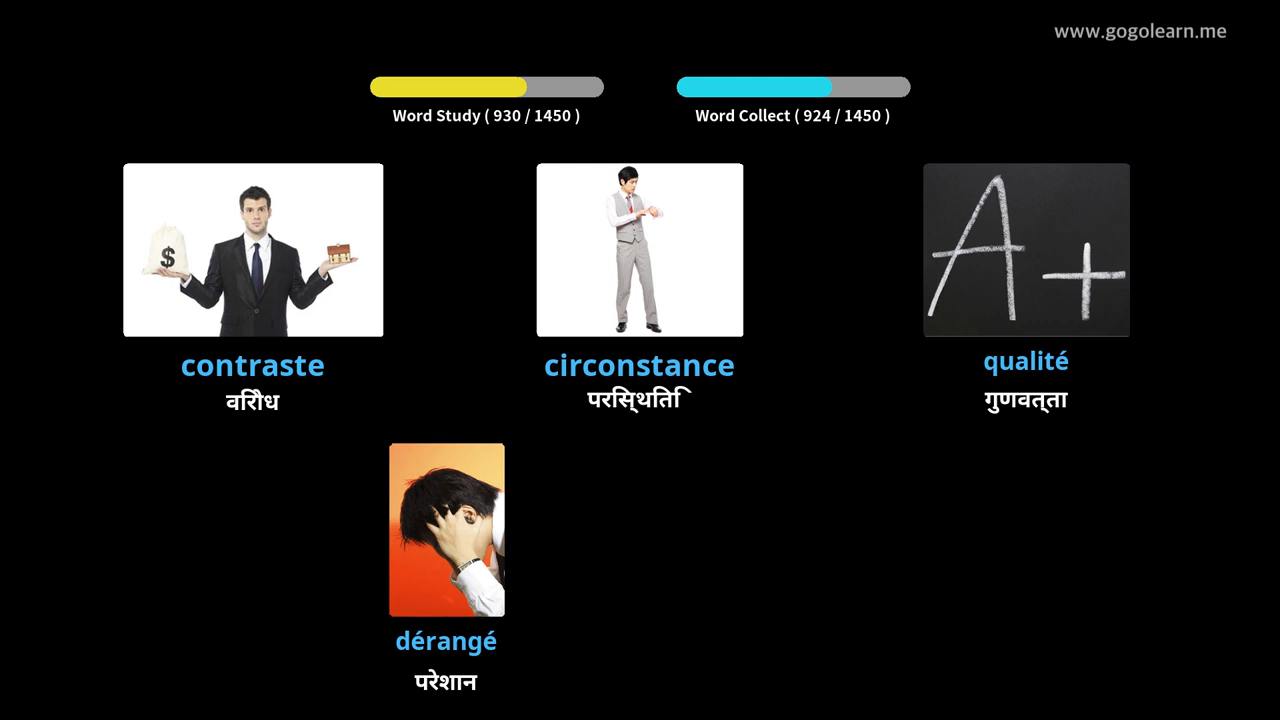 www.gogolearn.me
Word Study ( 930 / 1450 )
Word Collect ( 924 / 1450 )
$
A+
contraste
circonstance
qualité
विरोध
परिस्थिति
गुणवत्ता
dérangé
परेशान